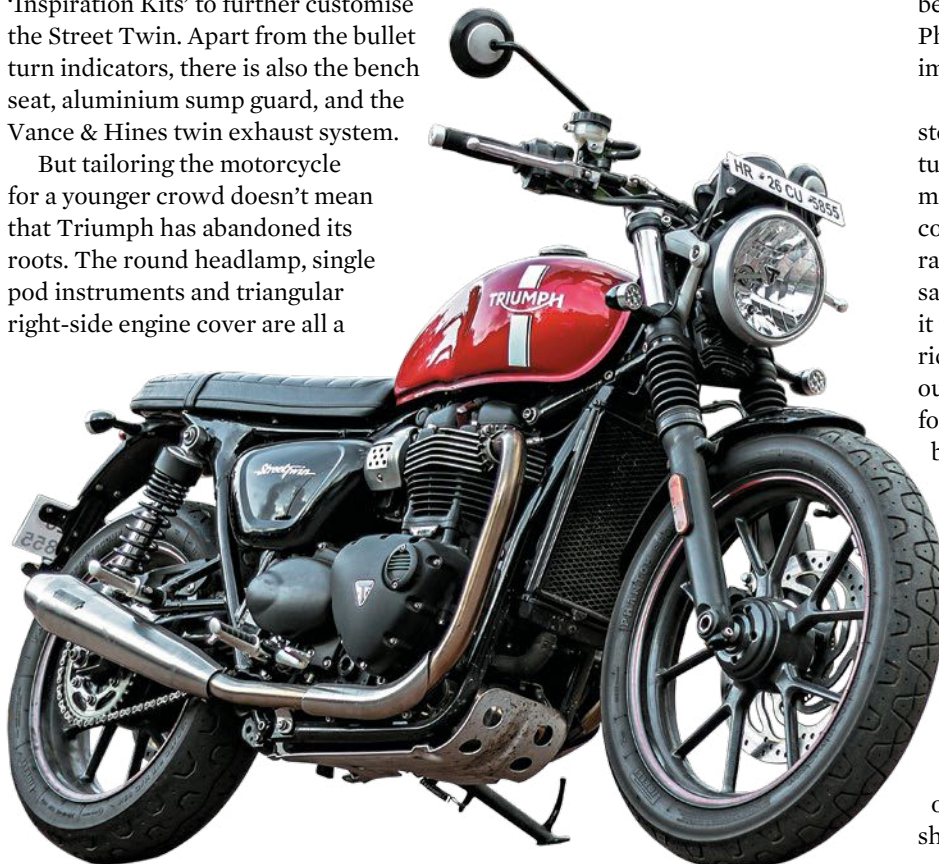 'Inspiration Kits' to further customise
the Street Twin. Apart from the bullet
turn indicators, there is also the bench
seat, aluminium sump guard, and the
Vance & Hines twin exhaust system.
But tailoring the motorcycle
for a younger crowd doesn't mean
that Triumph has abandoned its
roots. The round headlamp, single
pod instruments and triangular
right-side engine cover are all a
HR 26 CU 5855
TRIUMPH
Street Twin